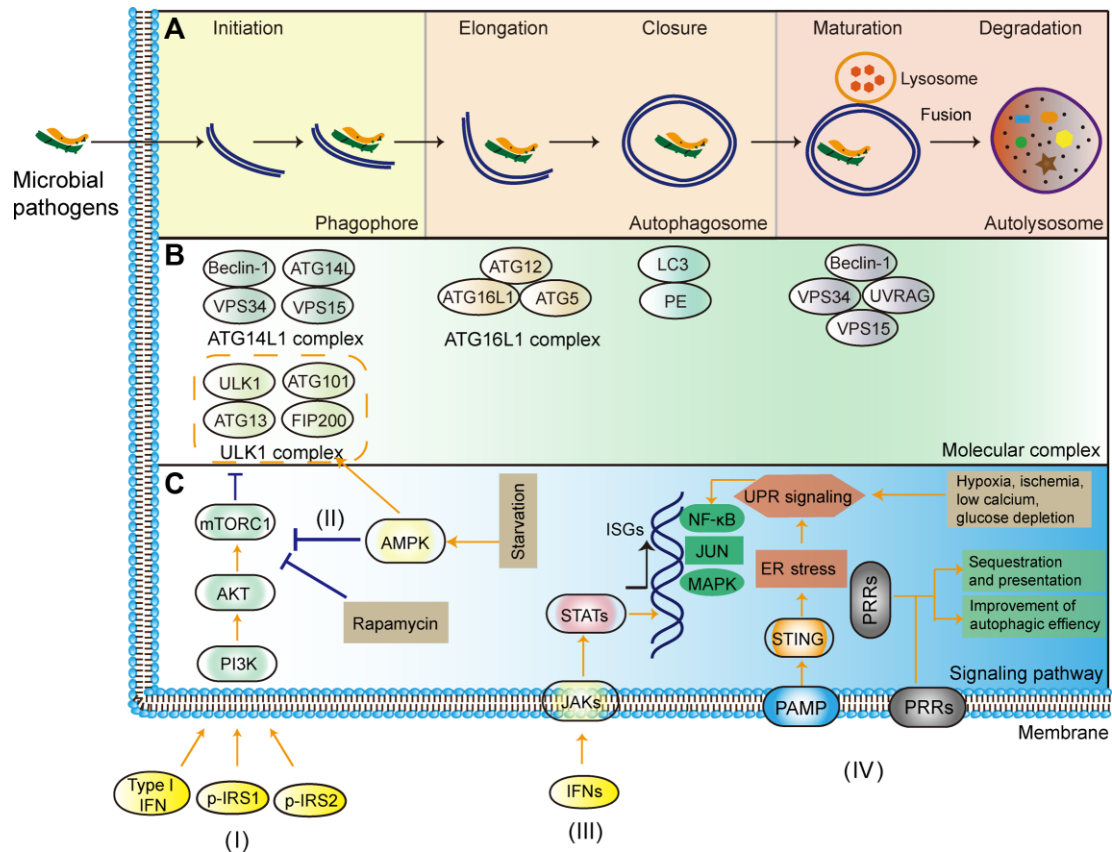 A
Initiation
Elongation
Closure
Maturation
Degradation
Lysosome
Fusion
Microbial
pathogens
Phagophore
Autophagosome
Autolysosome
B
Beclin-1
ATG14L
VPS34
VPS15
ATG14L1 complex
ULK1
ATG101
ATG13
FIP200
ULK1 complex
ATG12
ATG16L1
ATG5
ATG16L1 complex
LC3
PE
Beclin-1
VPS34
UVRAG
VPS15
Molecular complex
C
mTORC1
(II)
AMPK
Starvation
AKT
Rapamycin
PI3K
ISGs
NF-κB
JUN
MAPK
STATs
JAKs
UPR signaling
Hypoxia, ischemia,
low calcium,
glucose depletion
ER stress
PRRs
Sequestration
and presentation
Improvement of
autophagic effiency
STING
Signaling pathway
PAMP
PRRs
Membrane
Type I
IFN
p-IRS1
p-IRS2
(I)
IFNs
(III)
(IV)